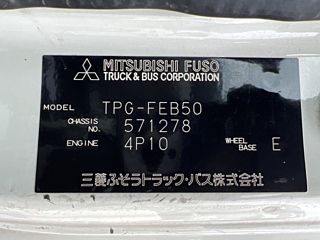 MITSUBISHI FUSO
TRUCK & BUS CORPORATION
MODEL TPG-FEB50
CHASSIS NO. 571278
ENGINE 4P10 WHEEL BASE E
三菱ふそうトラック・バス株式会社